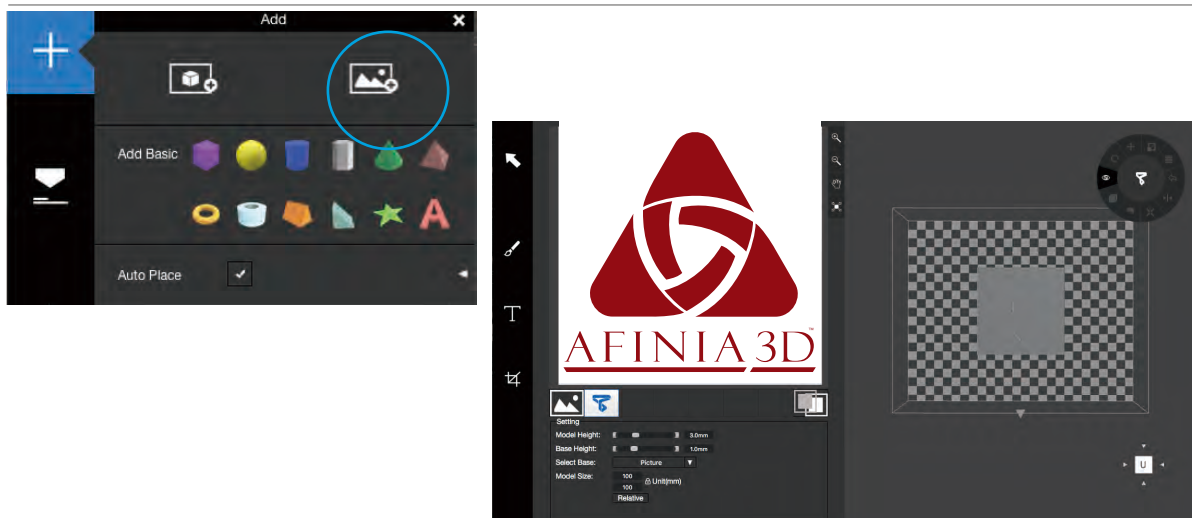 Add
Add Basic
A
Auto Place
T
AFINIA 3D™
Setting
Model Height: 3.0mm
Base Height: 1.0mm
Select Base: Picture
Model Size: 100
100
Unit(mm)
Relative
U